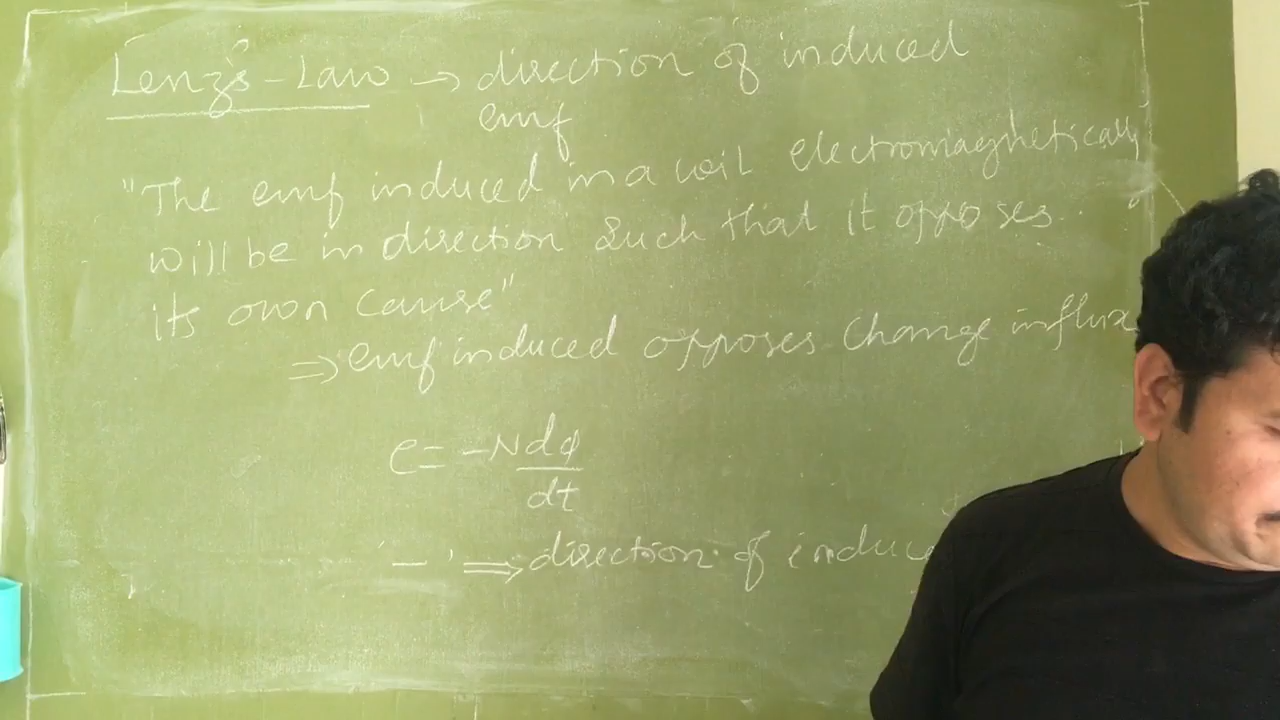 Lenz's-Law → direction of induced
emf
"The emf induced in a coil electromagnetically
will be in direction such that it opposes
its own cause"
⇒ emf induced opposes change in flux
e = -N dφ
dt
'-' ⇒ direction of induce